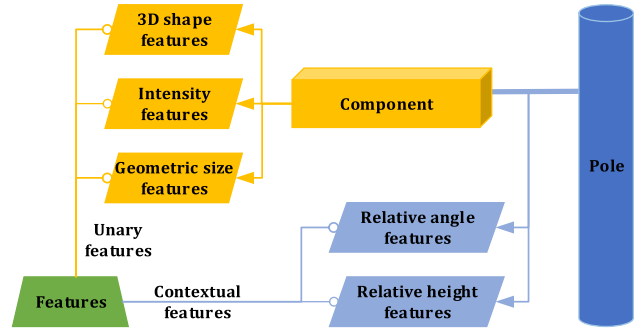 3D shape
features
Intensity
features
Component
Geometric size
features
Pole
Unary
features
Relative angle
features
Features
Contextual
features
Relative height
features